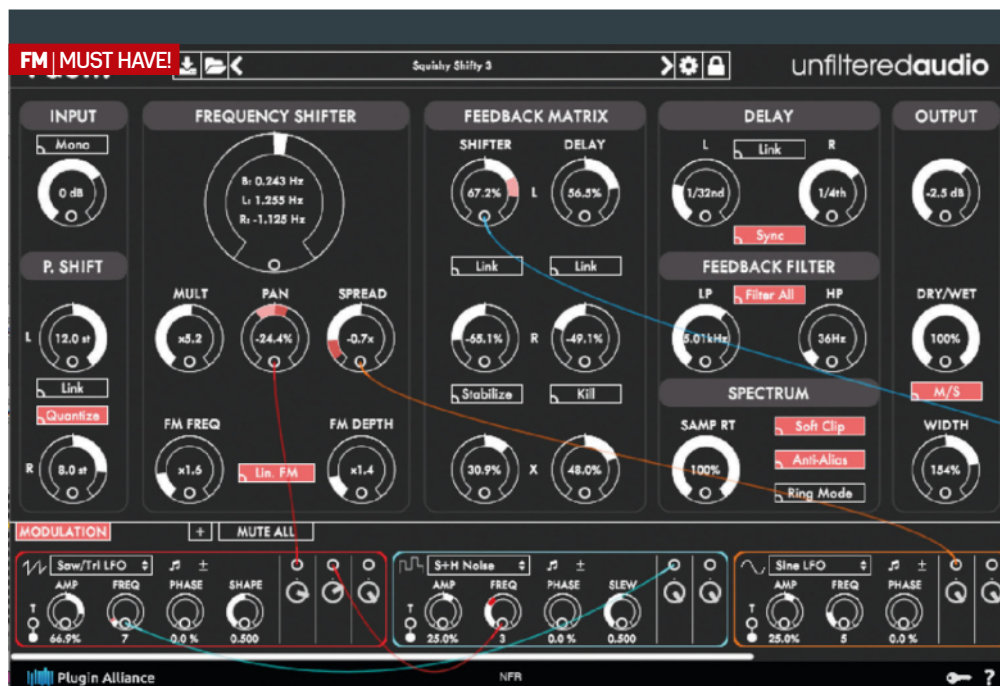 FM | MUST HAVE!
Squishy Shifty 3
unfilteredaudio
INPUT
Mono
0 dB
P. SHIFT
L
12.0 st
Link
Quantize
R
8.0 st
FREQUENCY SHIFTER
B: 0.243 Hz
L: 1.255 Hz
R: -1.125 Hz
MULT PAN SPREAD
x5.2 -24.4% -0.7x
FM FREQ FM DEPTH
x1.6 Lin. FM x1.4
FEEDBACK MATRIX
SHIFTER DELAY
67.2% L 56.5%
Link Link
-65.1% R -49.1%
Stabilize Kill
30.9% X 48.0%
DELAY
L Link R
1/32nd 1/4th
Sync
FEEDBACK FILTER
LP Filter All HP
5.01kHz 36Hz
SPECTRUM
SAMP RT Soft Clip
100% Anti-Alias
Ring Mode
OUTPUT
-2.5 dB
DRY/WET
100%
M/S
WIDTH
154%
MODULATION + MUTE ALL
Saw/Tri LFO ±
AMP FREQ PHASE SHAPE
T
66.9% 7 0.0 % 0.500
S+H Noise ±
AMP FREQ PHASE SLEW
T
25.0% 3 0.0 % 0.500
Sine LFO ±
AMP FREQ PHASE
T
25.0% 5 0.0 %
Plugin Alliance NFR ?